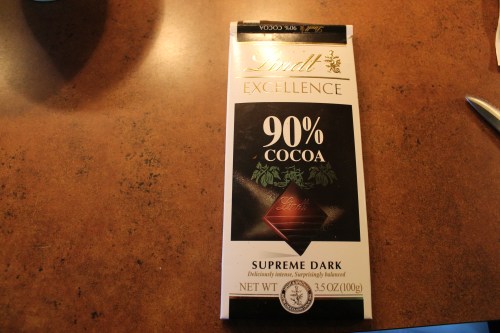 90% COCOA
Lindt
EXCELLENCE
90%
COCOA
SUPREME DARK
Deliciously intense, Surprisingly balanced
NET WT 3.5 OZ (100g)